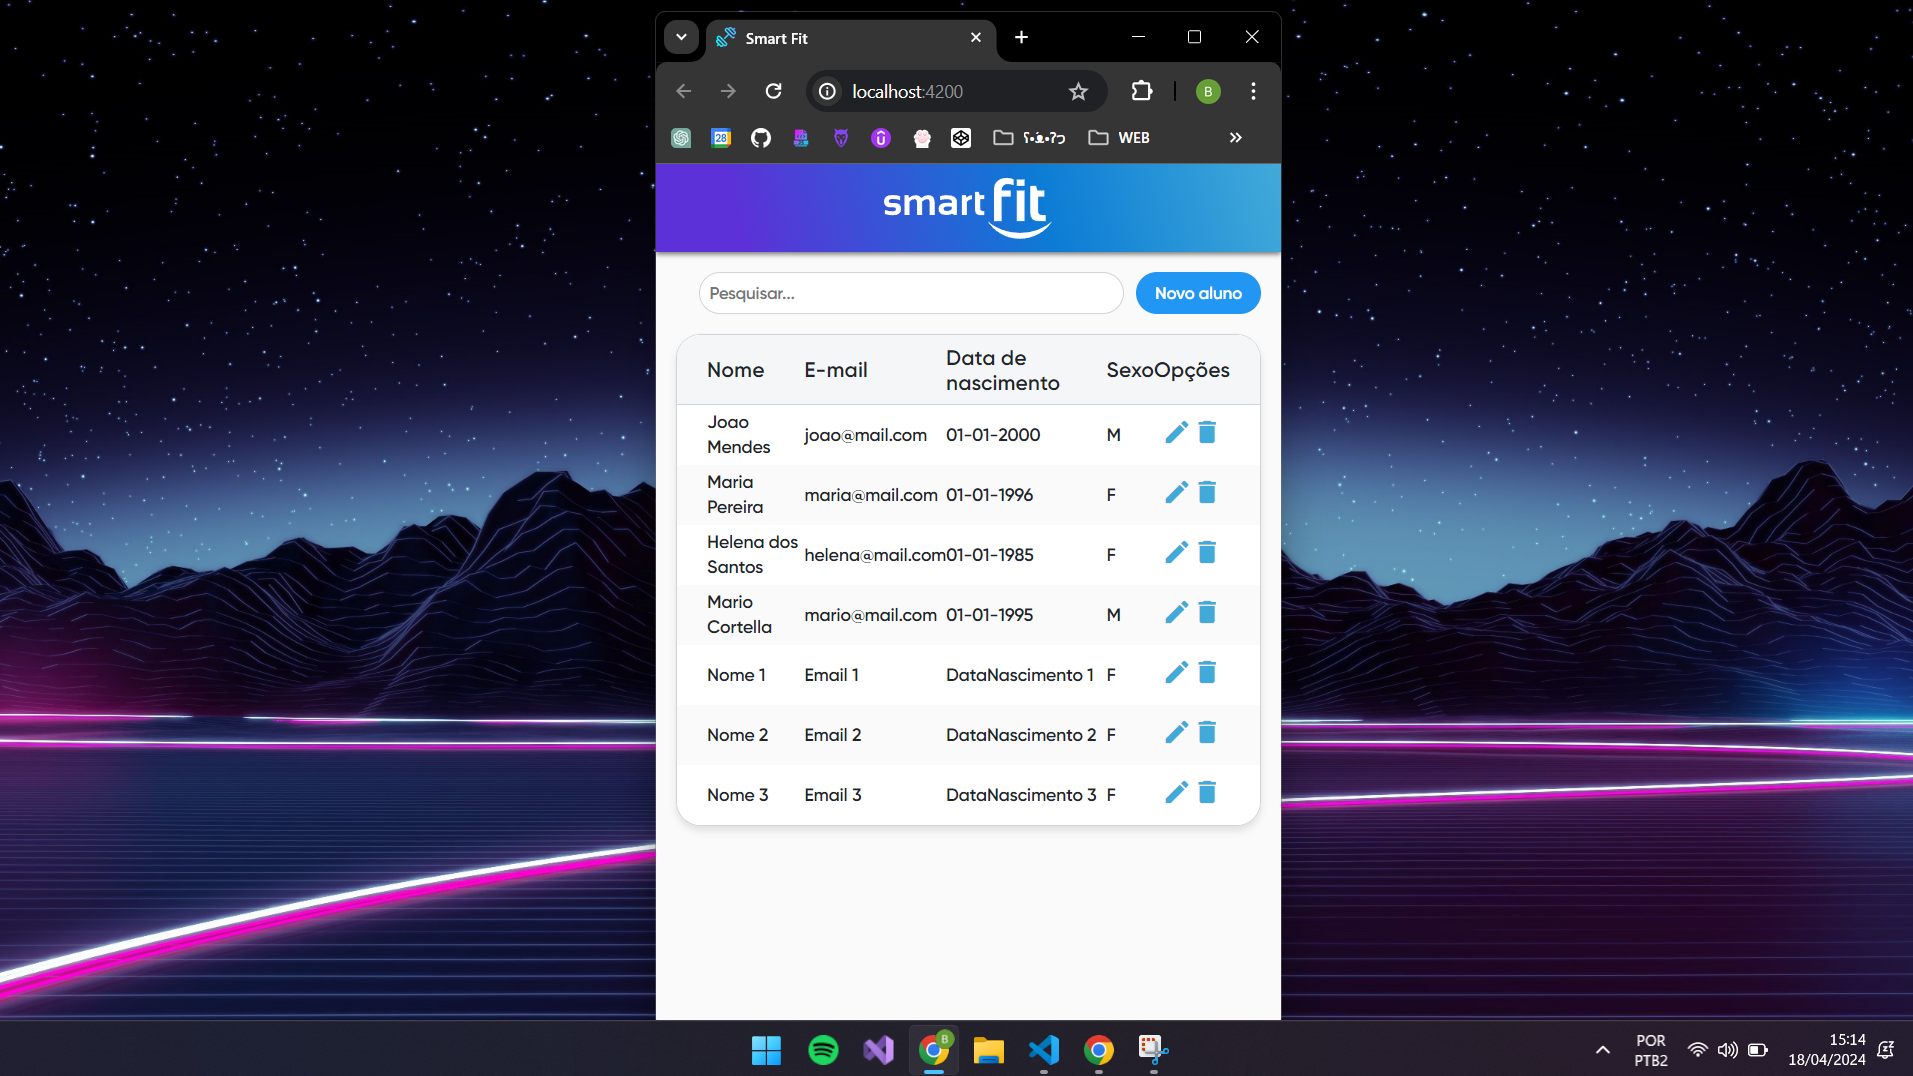 Smart Fit
localhost:4200
B
28
ʕ•ᴥ•ʔ
WEB
smart fit
Pesquisar...
Novo aluno
Nome E-mail Data de nascimento Sexo Opções
Joao Mendes joao@mail.com 01-01-2000 M
Maria Pereira maria@mail.com 01-01-1996 F
Helena dos Santos helena@mail.com 01-01-1985 F
Mario Cortella mario@mail.com 01-01-1995 M
Nome 1 Email 1 DataNascimento 1 F
Nome 2 Email 2 DataNascimento 2 F
Nome 3 Email 3 DataNascimento 3 F
B
POR
PTB2
15:14
18/04/2024